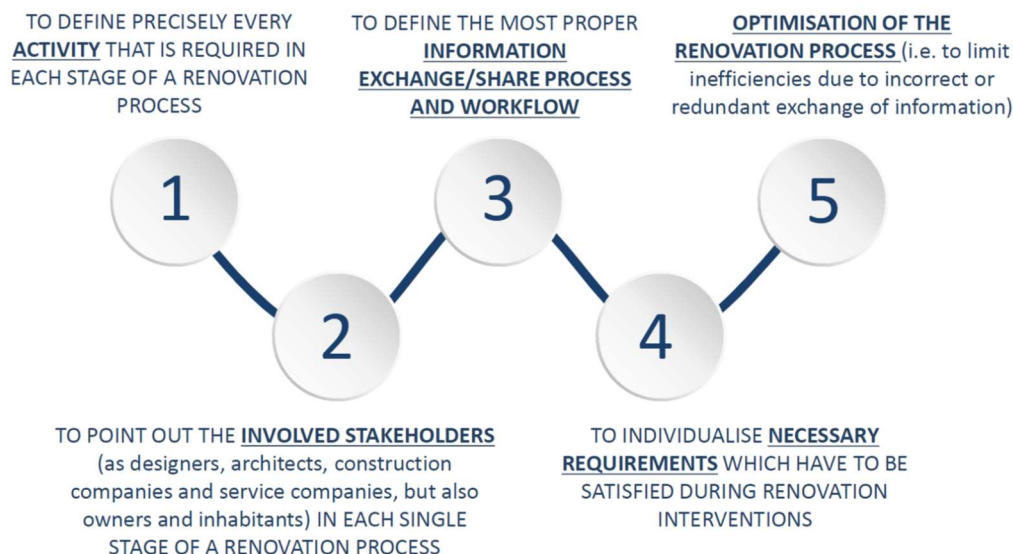 TO DEFINE PRECISELY EVERY
ACTIVITY THAT IS REQUIRED IN
EACH STAGE OF A RENOVATION
PROCESS
1
TO POINT OUT THE INVOLVED STAKEHOLDERS
(as designers, architects, construction
companies and service companies, but also
owners and inhabitants) IN EACH SINGLE
STAGE OF A RENOVATION PROCESS
2
TO DEFINE THE MOST PROPER
INFORMATION
EXCHANGE/SHARE PROCESS
AND WORKFLOW
3
TO INDIVIDUALISE NECESSARY
REQUIREMENTS WHICH HAVE TO BE
SATISFIED DURING RENOVATION
INTERVENTIONS
4
OPTIMISATION OF THE
RENOVATION PROCESS (i.e. to limit
inefficiencies due to incorrect or
redundant exchange of information)
5